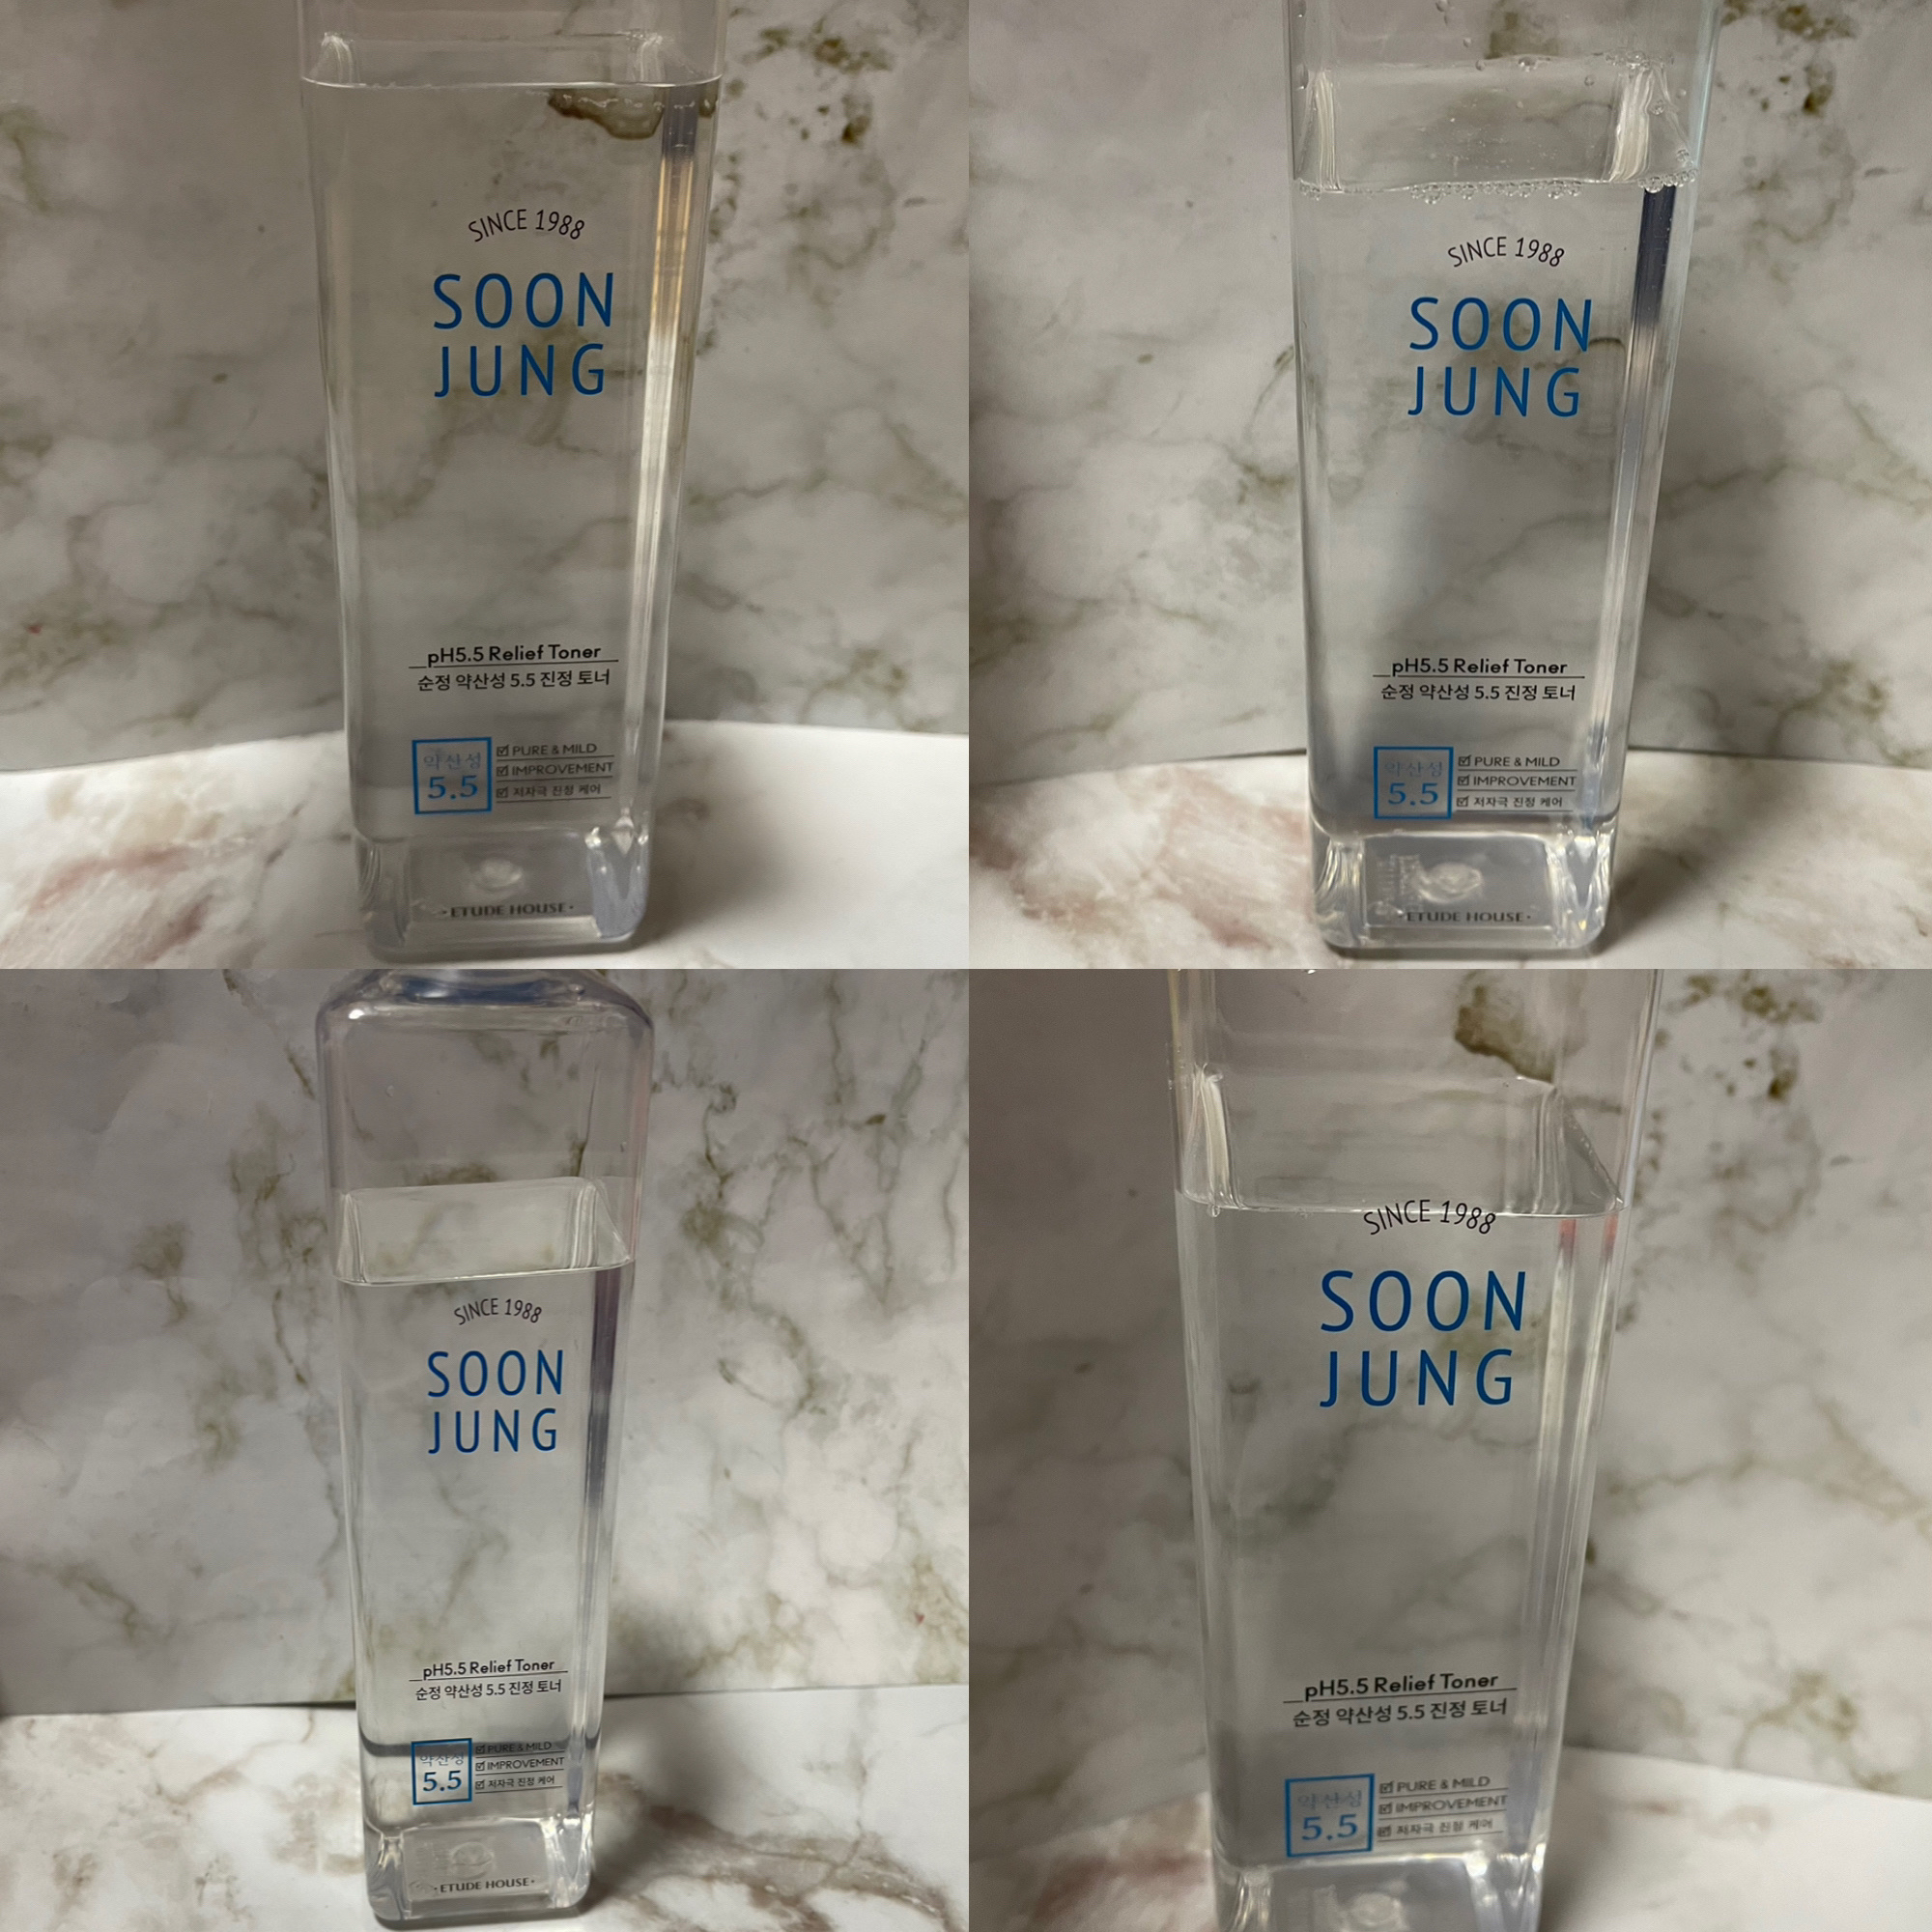 SINCE 1988
SOON
JUNG
pH5.5 Relief Toner
순정 약산성 5.5 진정 토너
약산성
5.5
PURE & MILD
IMPROVEMENT
저자극 진정 케어
·ETUDE HOUSE·
SINCE 1988
SOON
JUNG
pH5.5 Relief Toner
순정 약산성 5.5 진정 토너
약산성
5.5
PURE & MILD
IMPROVEMENT
저자극 진정 케어
ETUDE HOUSE·
SINCE 1988
SOON
JUNG
pH5.5 Relief Toner
순정 약산성 5.5 진정 토너
약산성
5.5
PURE & MILD
IMPROVEMENT
저자극 진정 케어
·ETUDE HOUSE·
SINCE 1988
SOON
JUNG
pH5.5 Relief Toner
순정 약산성 5.5 진정 토너
약산성
5.5
PURE & MILD
IMPROVEMENT
저자극 진정 케어